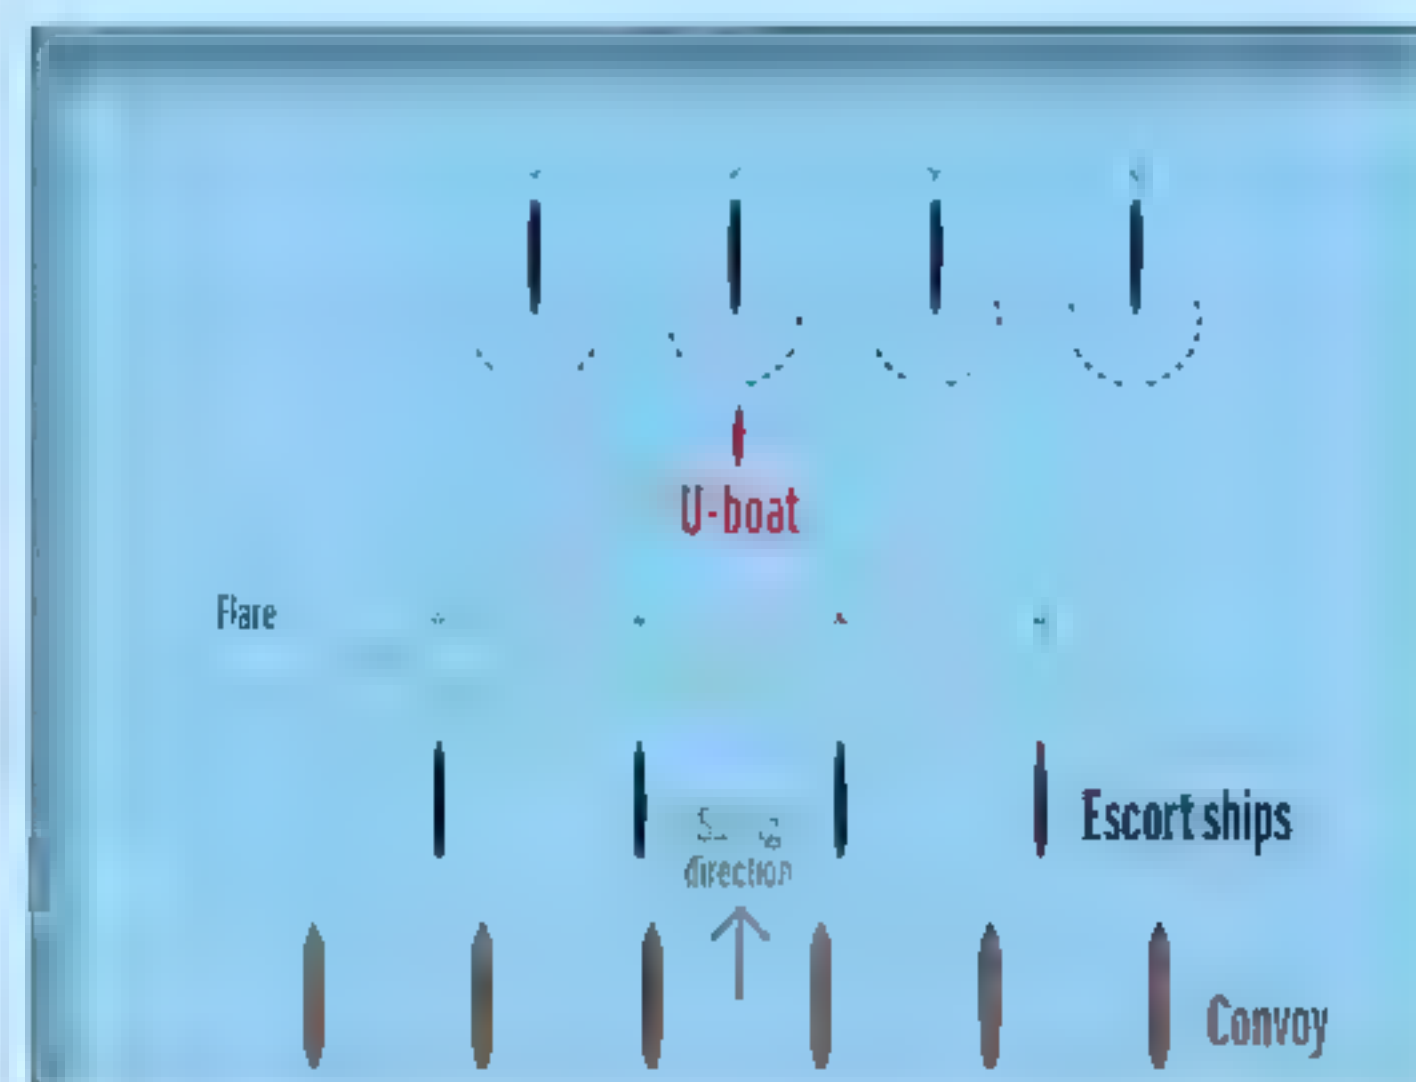 U-boat
Flare
Escort ships
direction
Convoy